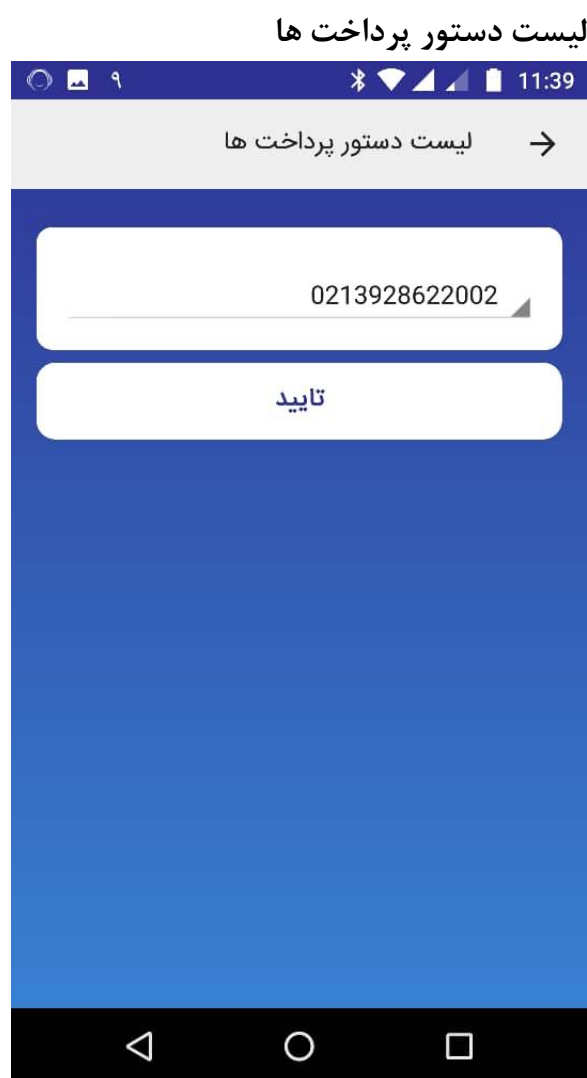 لیست دستور پرداخت ها
۹ 11:39
لیست دستور پرداخت ها
0213928622002
تایید